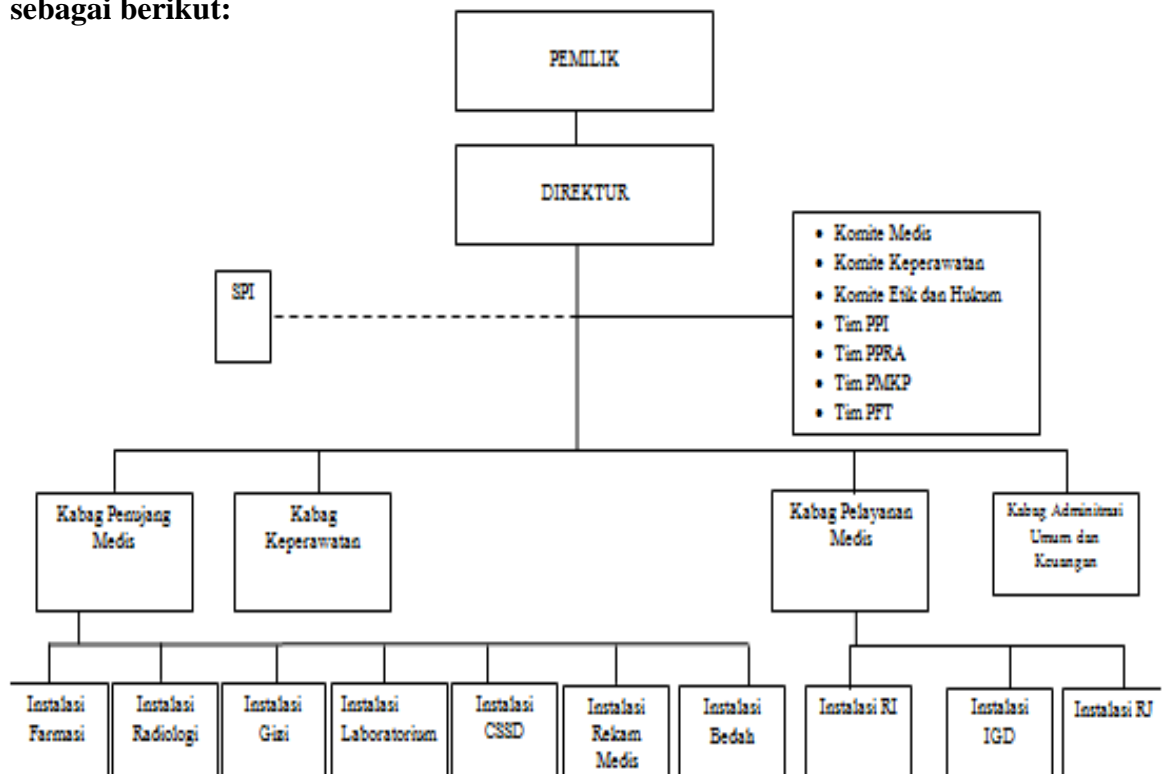 sebagai berikut:
PEMILIK
DIREKTUR
SPI
• Komite Medis
• Komite Keperawatan
• Komite Etik dan Hukum
• Tim PPI
• Tim PPRA
• Tim PMKP
• Tim PFT
Kabag Penujang
Medis
Kabag
Keperawatan
Kabag Pelayanan
Medis
Kabag Adminitrasi
Umum dan
Keuangan
Instalasi
Farmasi
Instalasi
Radiologi
Instalasi
Gizi
Instalasi
Laboratorium
Instalasi
CSSD
Instalasi
Rekam
Medis
Instalasi
Bedah
Instalasi RI
Instalasi
IGD
Instalasi RJ